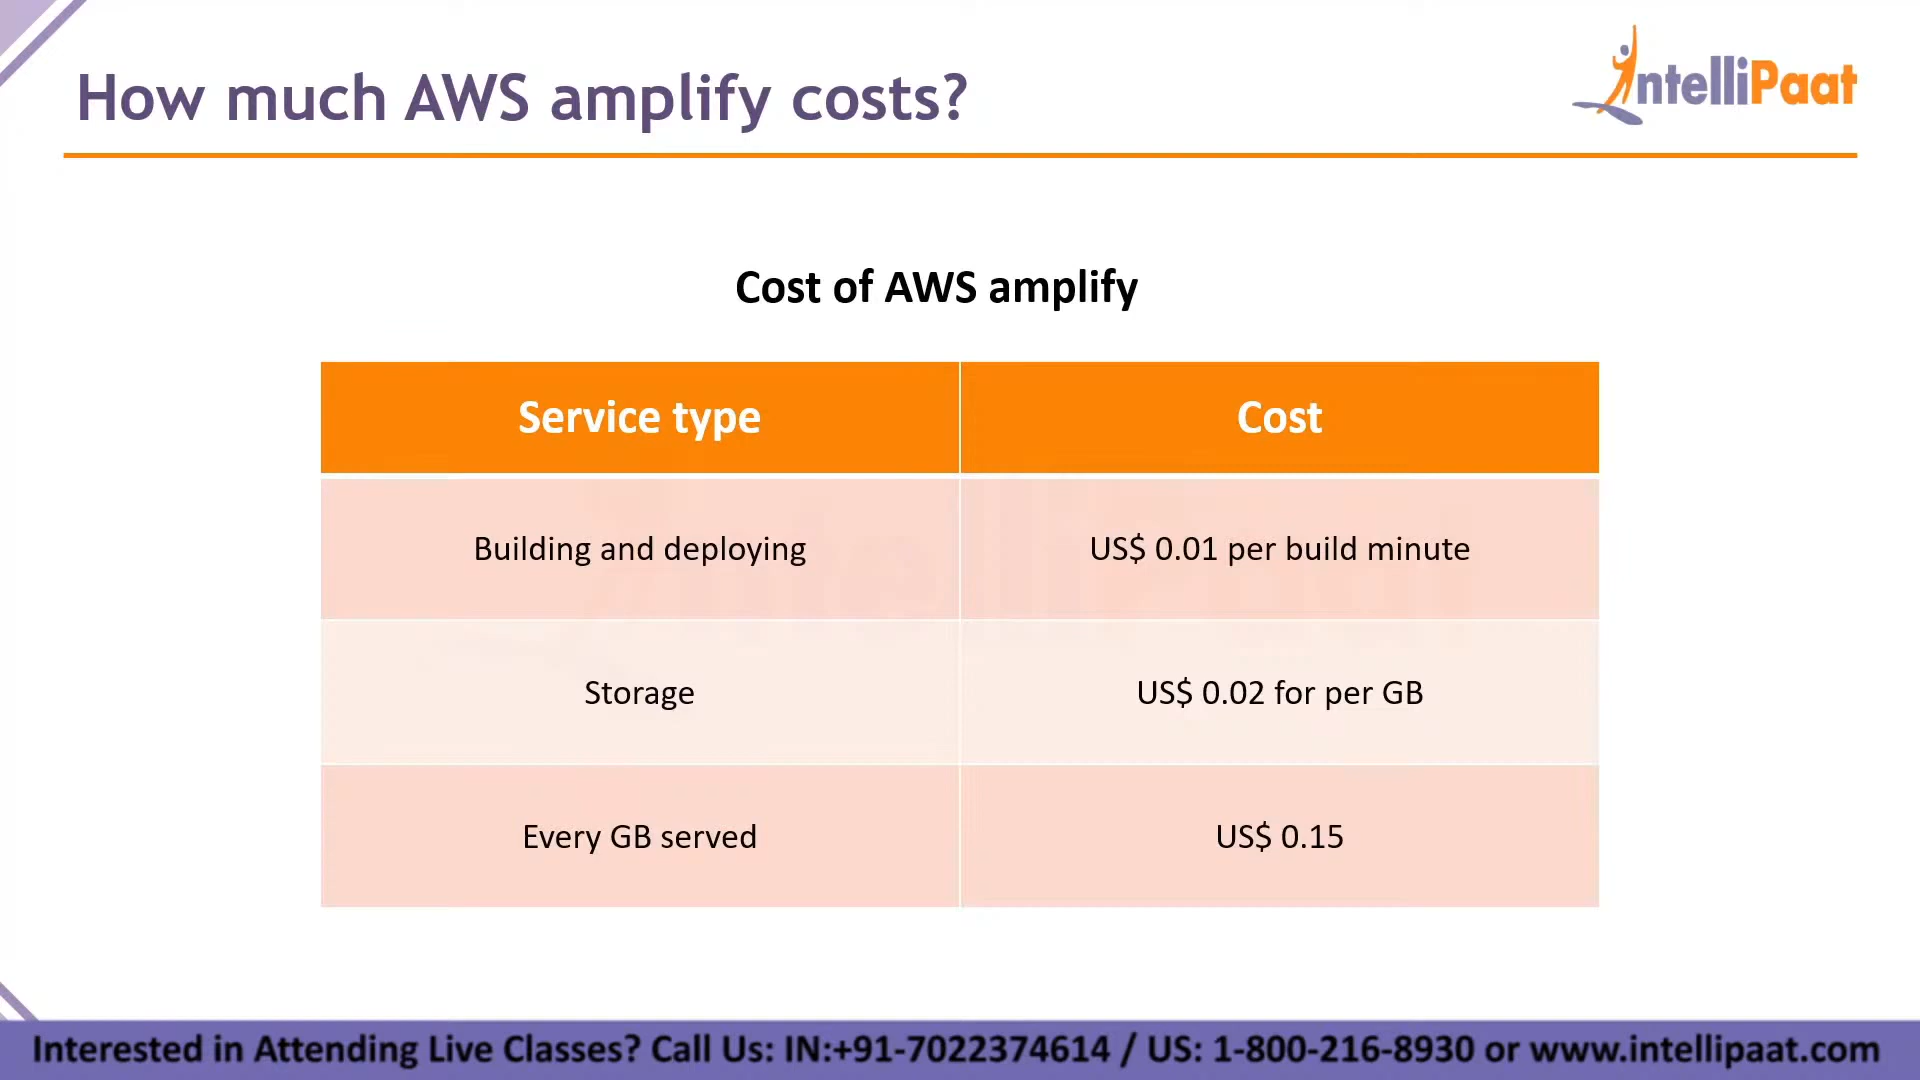 How much AWS amplify costs?
IntelliPaat
Cost of AWS amplify
Service type Cost
Building and deploying US$ 0.01 per build minute
Storage US$ 0.02 for per GB
Every GB served US$ 0.15
Interested in Attending Live Classes? Call Us: IN:+91-7022374614 / US: 1-800-216-8930 or www.intellipaat.com